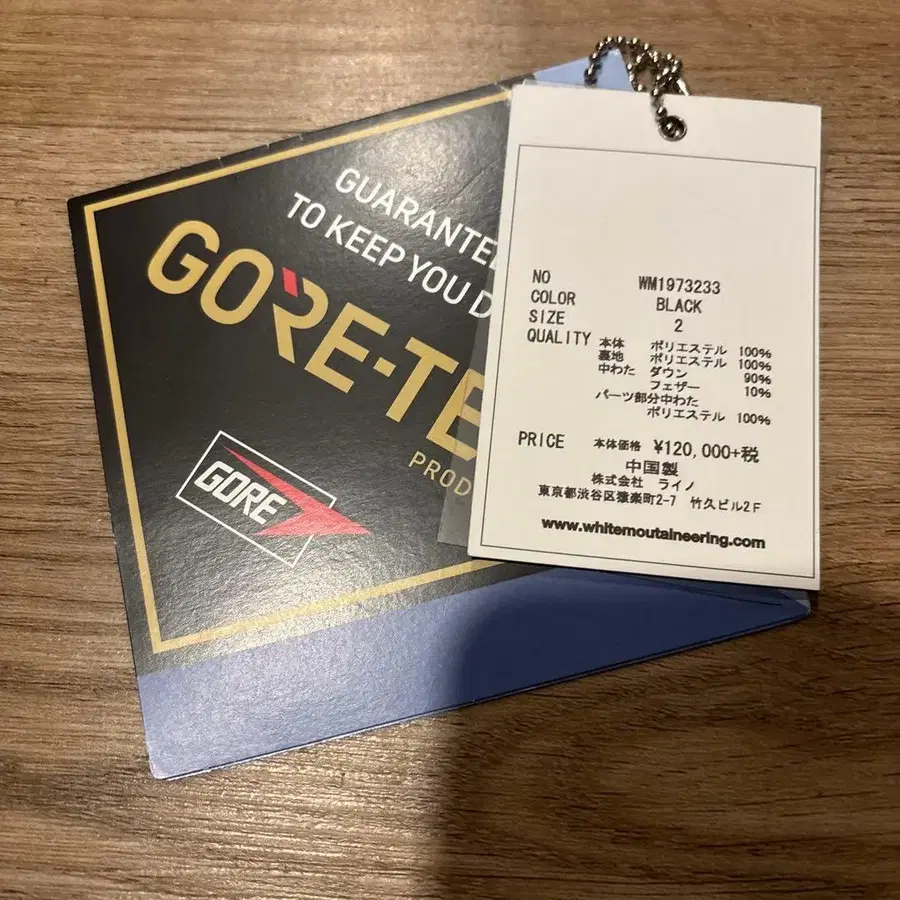 GUARANTEE
TO KEEP YOU D
GORE-TE
PROD
GORE
NO WM1973233
COLOR BLACK
SIZE 2
QUALITY 本体 ポリエステル 100%
裏地 ポリエステル 100%
中わた ダウン 90%
フェザー 10%
パーツ部分中わた
ポリエステル 100%
PRICE 本体価格 ¥120,000+税
中国製
株式会社 ライノ
東京都渋谷区猿楽町2-7 竹久ビル2F
www.whitemoutaineering.com